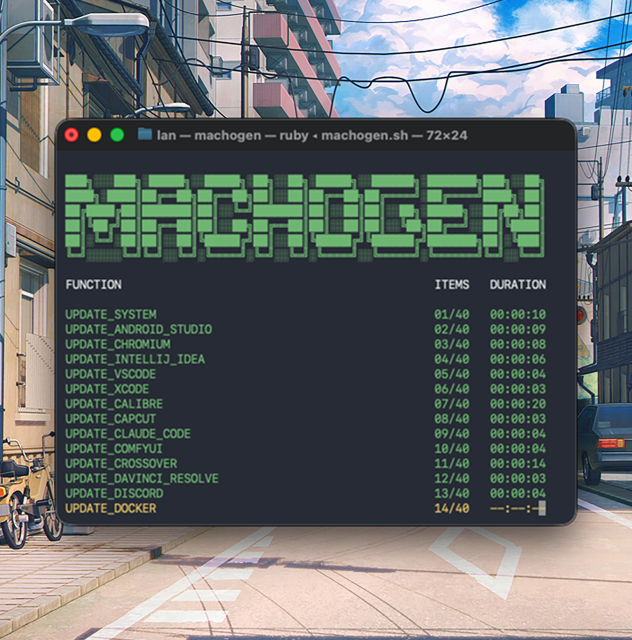 Ian — machogen — ruby ◂ machogen.sh — 72×24
MACHOGEN
FUNCTION ITEMS DURATION
UPDATE_SYSTEM 01/40 00:00:10
UPDATE_ANDROID_STUDIO 02/40 00:00:09
UPDATE_CHROMIUM 03/40 00:00:08
UPDATE_INTELLIJ_IDEA 04/40 00:00:06
UPDATE_VSCODE 05/40 00:00:04
UPDATE_XCODE 06/40 00:00:03
UPDATE_CALIBRE 07/40 00:00:20
UPDATE_CAPCUT 08/40 00:00:03
UPDATE_CLAUDE_CODE 09/40 00:00:04
UPDATE_COMFYUI 10/40 00:00:04
UPDATE_CROSSOVER 11/40 00:00:14
UPDATE_DAVINCI_RESOLVE 12/40 00:00:03
UPDATE_DISCORD 13/40 00:00:04
UPDATE_DOCKER 14/40 --:--:--